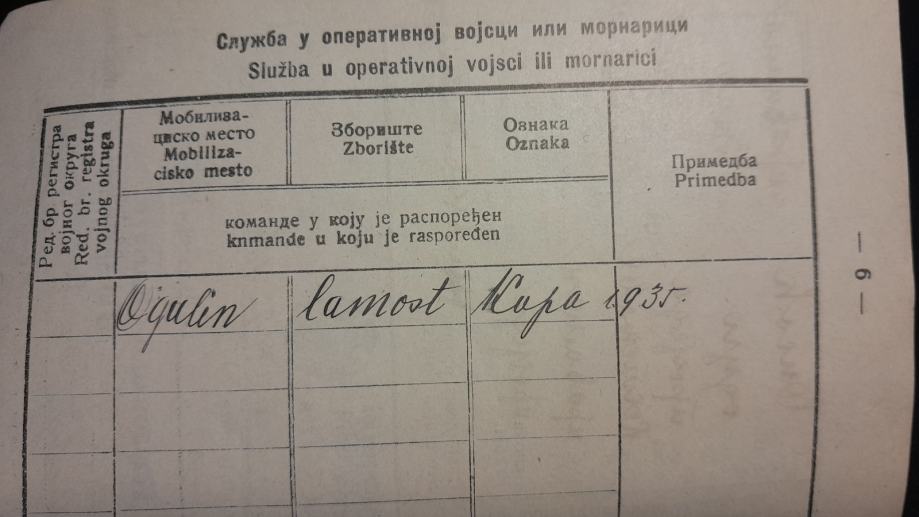 Служба у оперативној војсци или морнарици
Služba u operativnoj vojsci ili mornarici
Ред. бр регистра
војног округа
Red. br. registra
vojnog okruga
Мобилиза-
циско место
Mobiliza-
cisko mesto
Збориште
Zborište
Ознака
Oznaka
Примедба
Primedba
команде у коју је распоређен
knmande u koju je raspoređen
Ogulin lamost Kapa 1935.
— 9 —